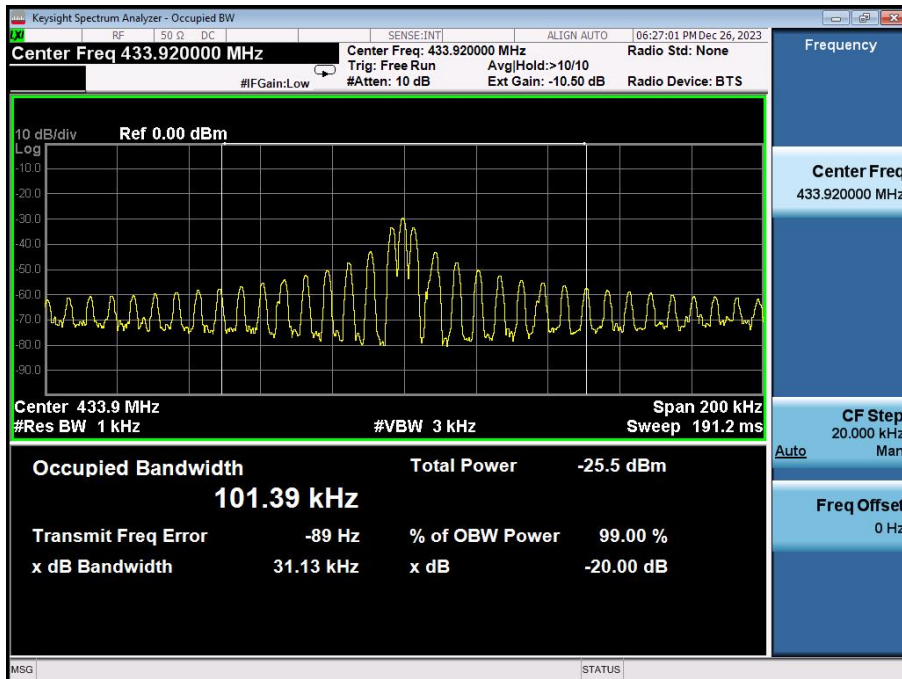 Keysight Spectrum Analyzer - Occupied BW
LXI RF 50 Ω DC SENSE:INT ALIGN AUTO 06:27:01 PM Dec 26, 2023
Center Freq 433.920000 MHz
Center Freq: 433.920000 MHz Radio Std: None
Trig: Free Run Avg|Hold:>10/10
#IFGain:Low #Atten: 10 dB Ext Gain: -10.50 dB Radio Device: BTS
10 dB/div Ref 0.00 dBm
Log
-10.0
-20.0
-30.0
-40.0
-50.0
-60.0
-70.0
-80.0
-90.0
Center 433.9 MHz Span 200 kHz
#Res BW 1 kHz #VBW 3 kHz Sweep 191.2 ms
Occupied Bandwidth Total Power -25.5 dBm
101.39 kHz
Transmit Freq Error -89 Hz % of OBW Power 99.00 %
x dB Bandwidth 31.13 kHz x dB -20.00 dB
Frequency
Center Freq
433.920000 MHz
CF Step
20.000 kHz
Auto Man
Freq Offset
0 Hz
MSG STATUS